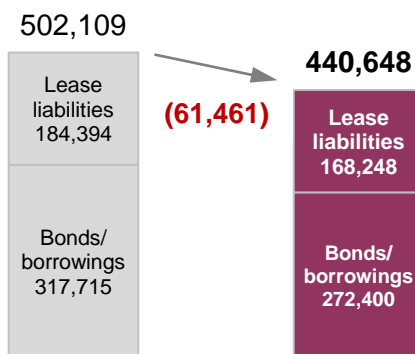 502,109
Lease
liabilities
184,394
Bonds/
borrowings
317,715
(61,461)
440,648
Lease
liabilities
168,248
Bonds/
borrowings
272,400